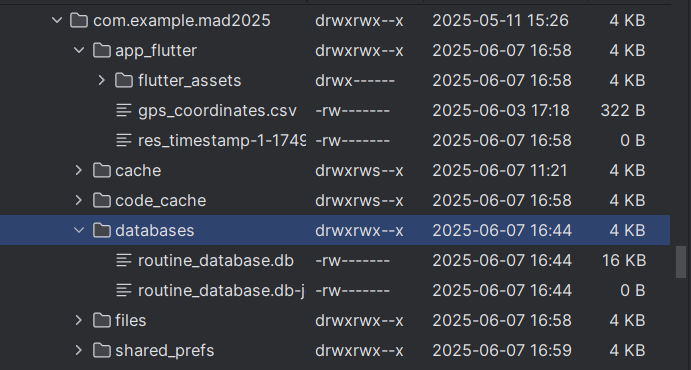 com.example.mad2025 drwxrwx--x 2025-05-11 15:26 4 KB
app_flutter drwxrwx--x 2025-06-07 16:58 4 KB
flutter_assets drwx------ 2025-06-07 16:58 4 KB
gps_coordinates.csv -rw------- 2025-06-03 17:18 322 B
res_timestamp-1-1749 -rw------- 2025-06-07 16:58 0 B
cache drwxrws--x 2025-06-07 11:21 4 KB
code_cache drwxrws--x 2025-06-07 16:58 4 KB
databases drwxrwx--x 2025-06-07 16:44 4 KB
routine_database.db -rw------- 2025-06-07 16:44 16 KB
routine_database.db-j -rw------- 2025-06-07 16:44 0 B
files drwxrwx--x 2025-06-07 16:58 4 KB
shared_prefs drwxrwx--x 2025-06-07 16:59 4 KB